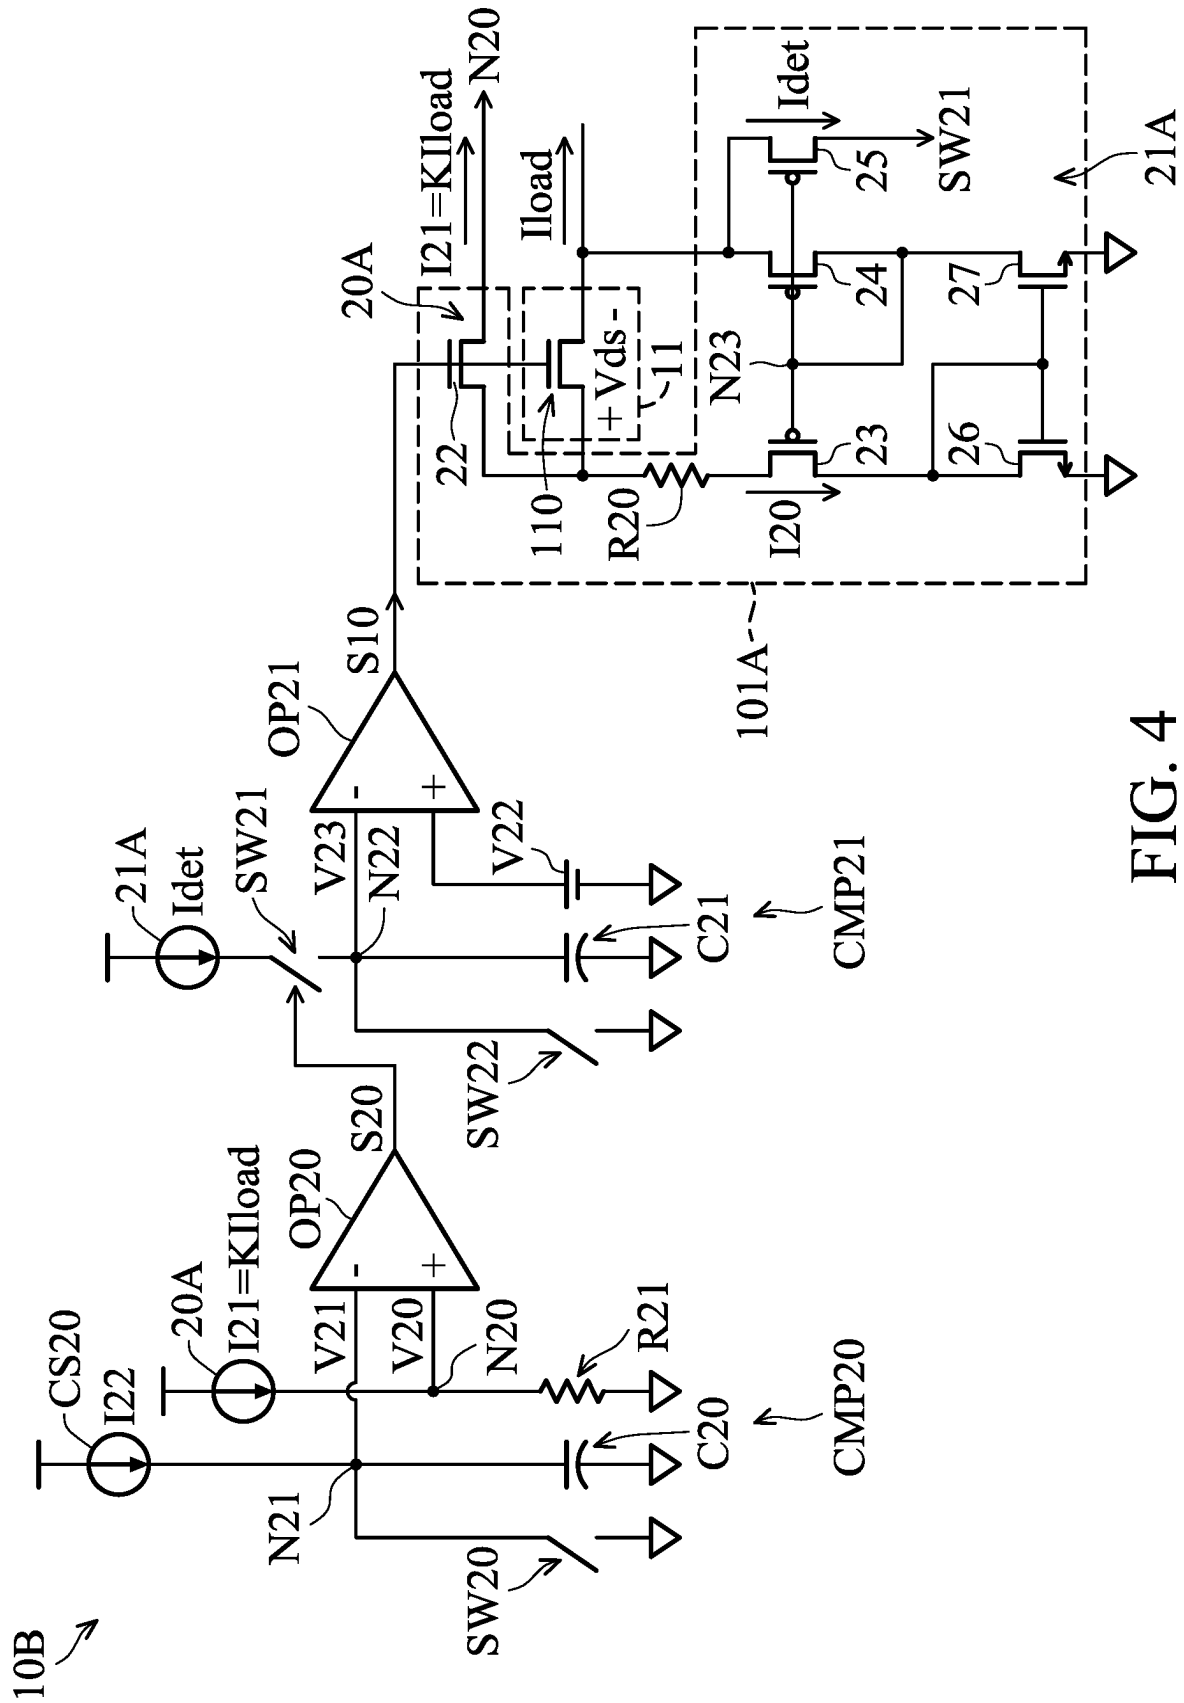 10B
CS20
I22
20A
I21=KIload
N21
V21
V20
N20
OP20
S20
SW20
C20
R21
CMP20
21A
Idet
SW21
V23
N22
OP21
S10
SW22
C21
V22
CMP21
20A
I21=KIload
N20
22
110
+ Vds -
11
Iload
R20
I20
23
N23
24
25
Idet
SW21
26
27
101A
21A
FIG. 4
-
+
-
+